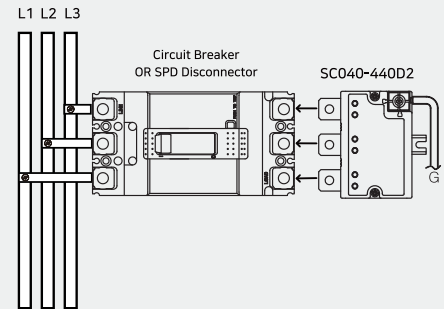 L1 L2 L3
Circuit Breaker
OR SPD Disconnector
SC040-440D2
G